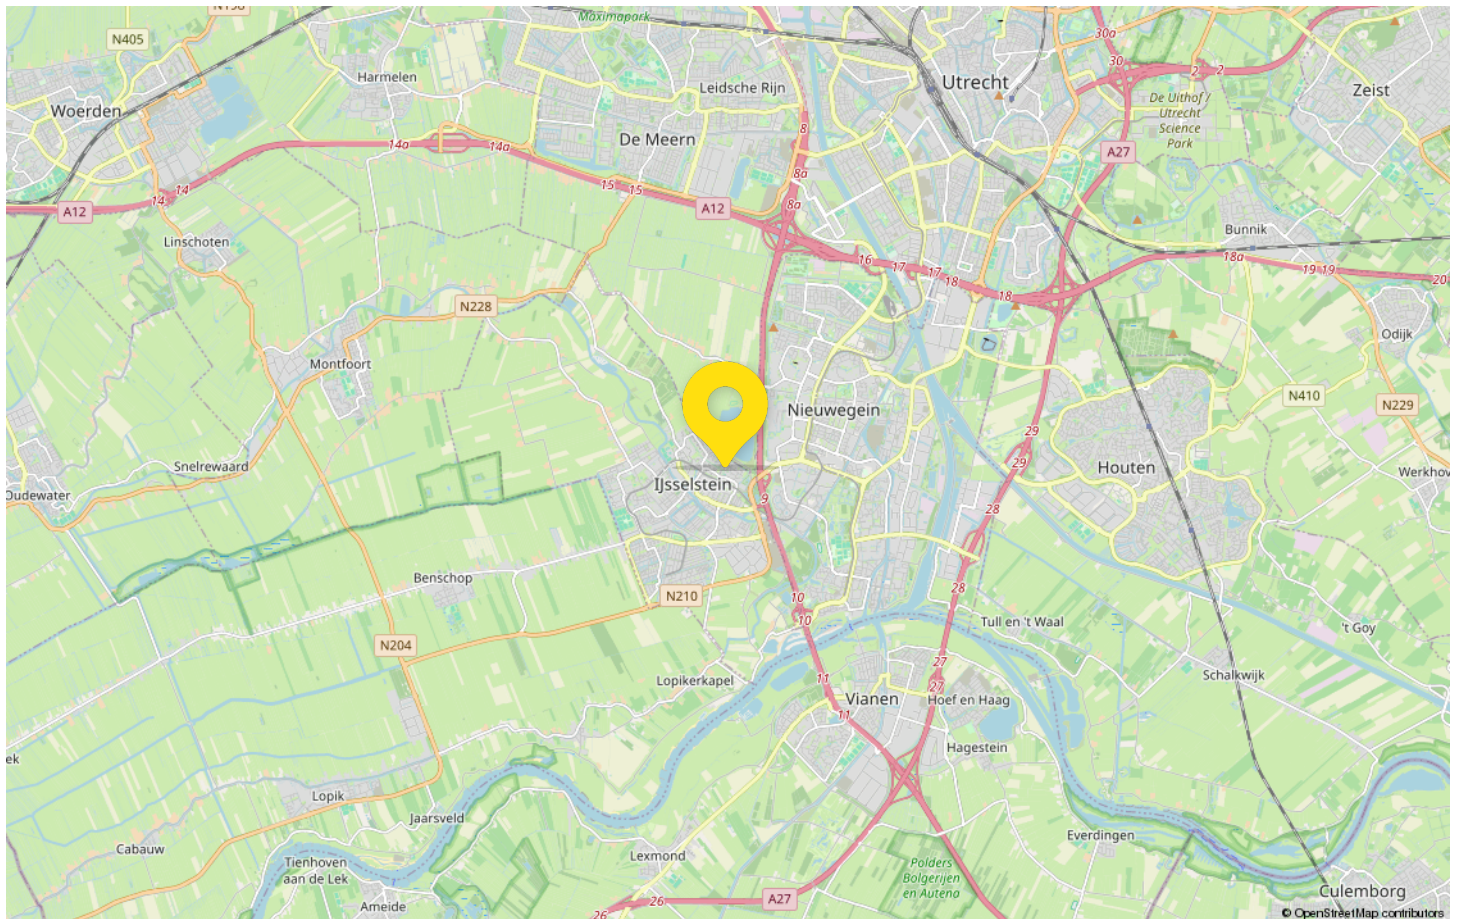 N198
Maximapark
30a
N405
30
2
2
Harmelen
Utrecht
Leidsche Rijn
Zeist
Woerden
De Uithof /
Utrecht
Science
Park
8
De Meern
14a
14a
A27
8a
15
15
14
14
8a
A12
A12
Bunnik
Linschoten
16
17
17
18
18
18a
19
19
20
N228
Odijk
Montfoort
N410
N229
Nieuwegein
29
29
Snelrewaard
Houten
Werkhov
Oudewater
IJsselstein
9
28
Benschop
28
N210
10
10
Tull en 't Waal
't Goy
N204
27
27
Lopikerkapel
11
11
Schalkwijk
Vianen
Hoef en Haag
Hagestein
ek
Lopik
Jaarsveld
Everdingen
Cabauw
Tienhoven
aan de Lek
Lexmond
Polders
Bolgerijen
en Autena
Culemborg
A27
26
26
Ameide
© OpenStreetMap contributors